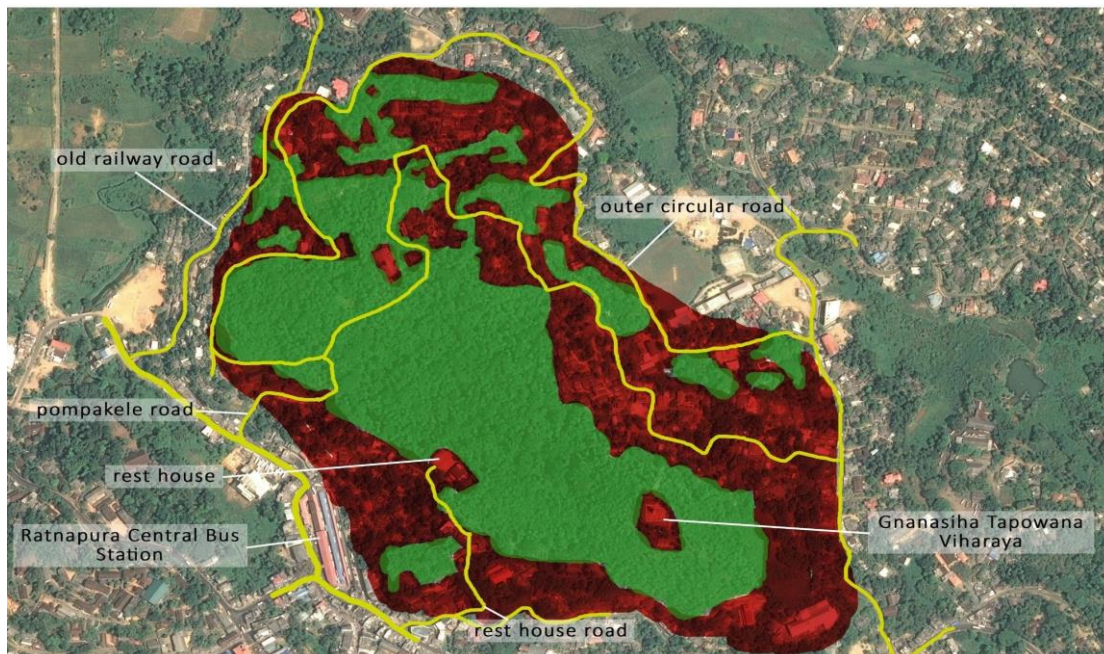 old railway road
outer circular road
pompakele road
rest house
Ratnapura Central Bus
Station
Gnanasiha Tapowana
Viharaya
rest house road